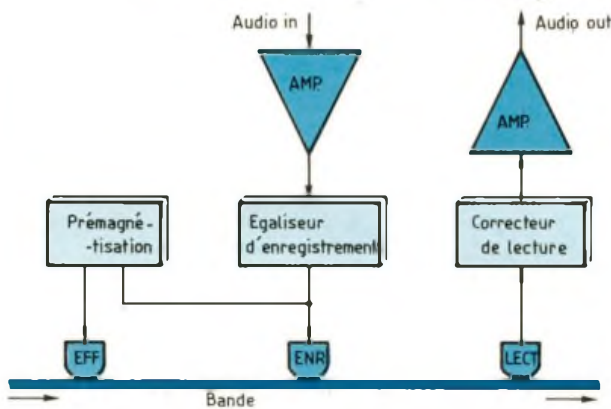 Audio in
Audio out
AMP.
AMP.
Prémagné-
-tisation
Egaliseur
d'enregistrement
Correcteur
de lecture
EFF
ENR
LECT
Bande